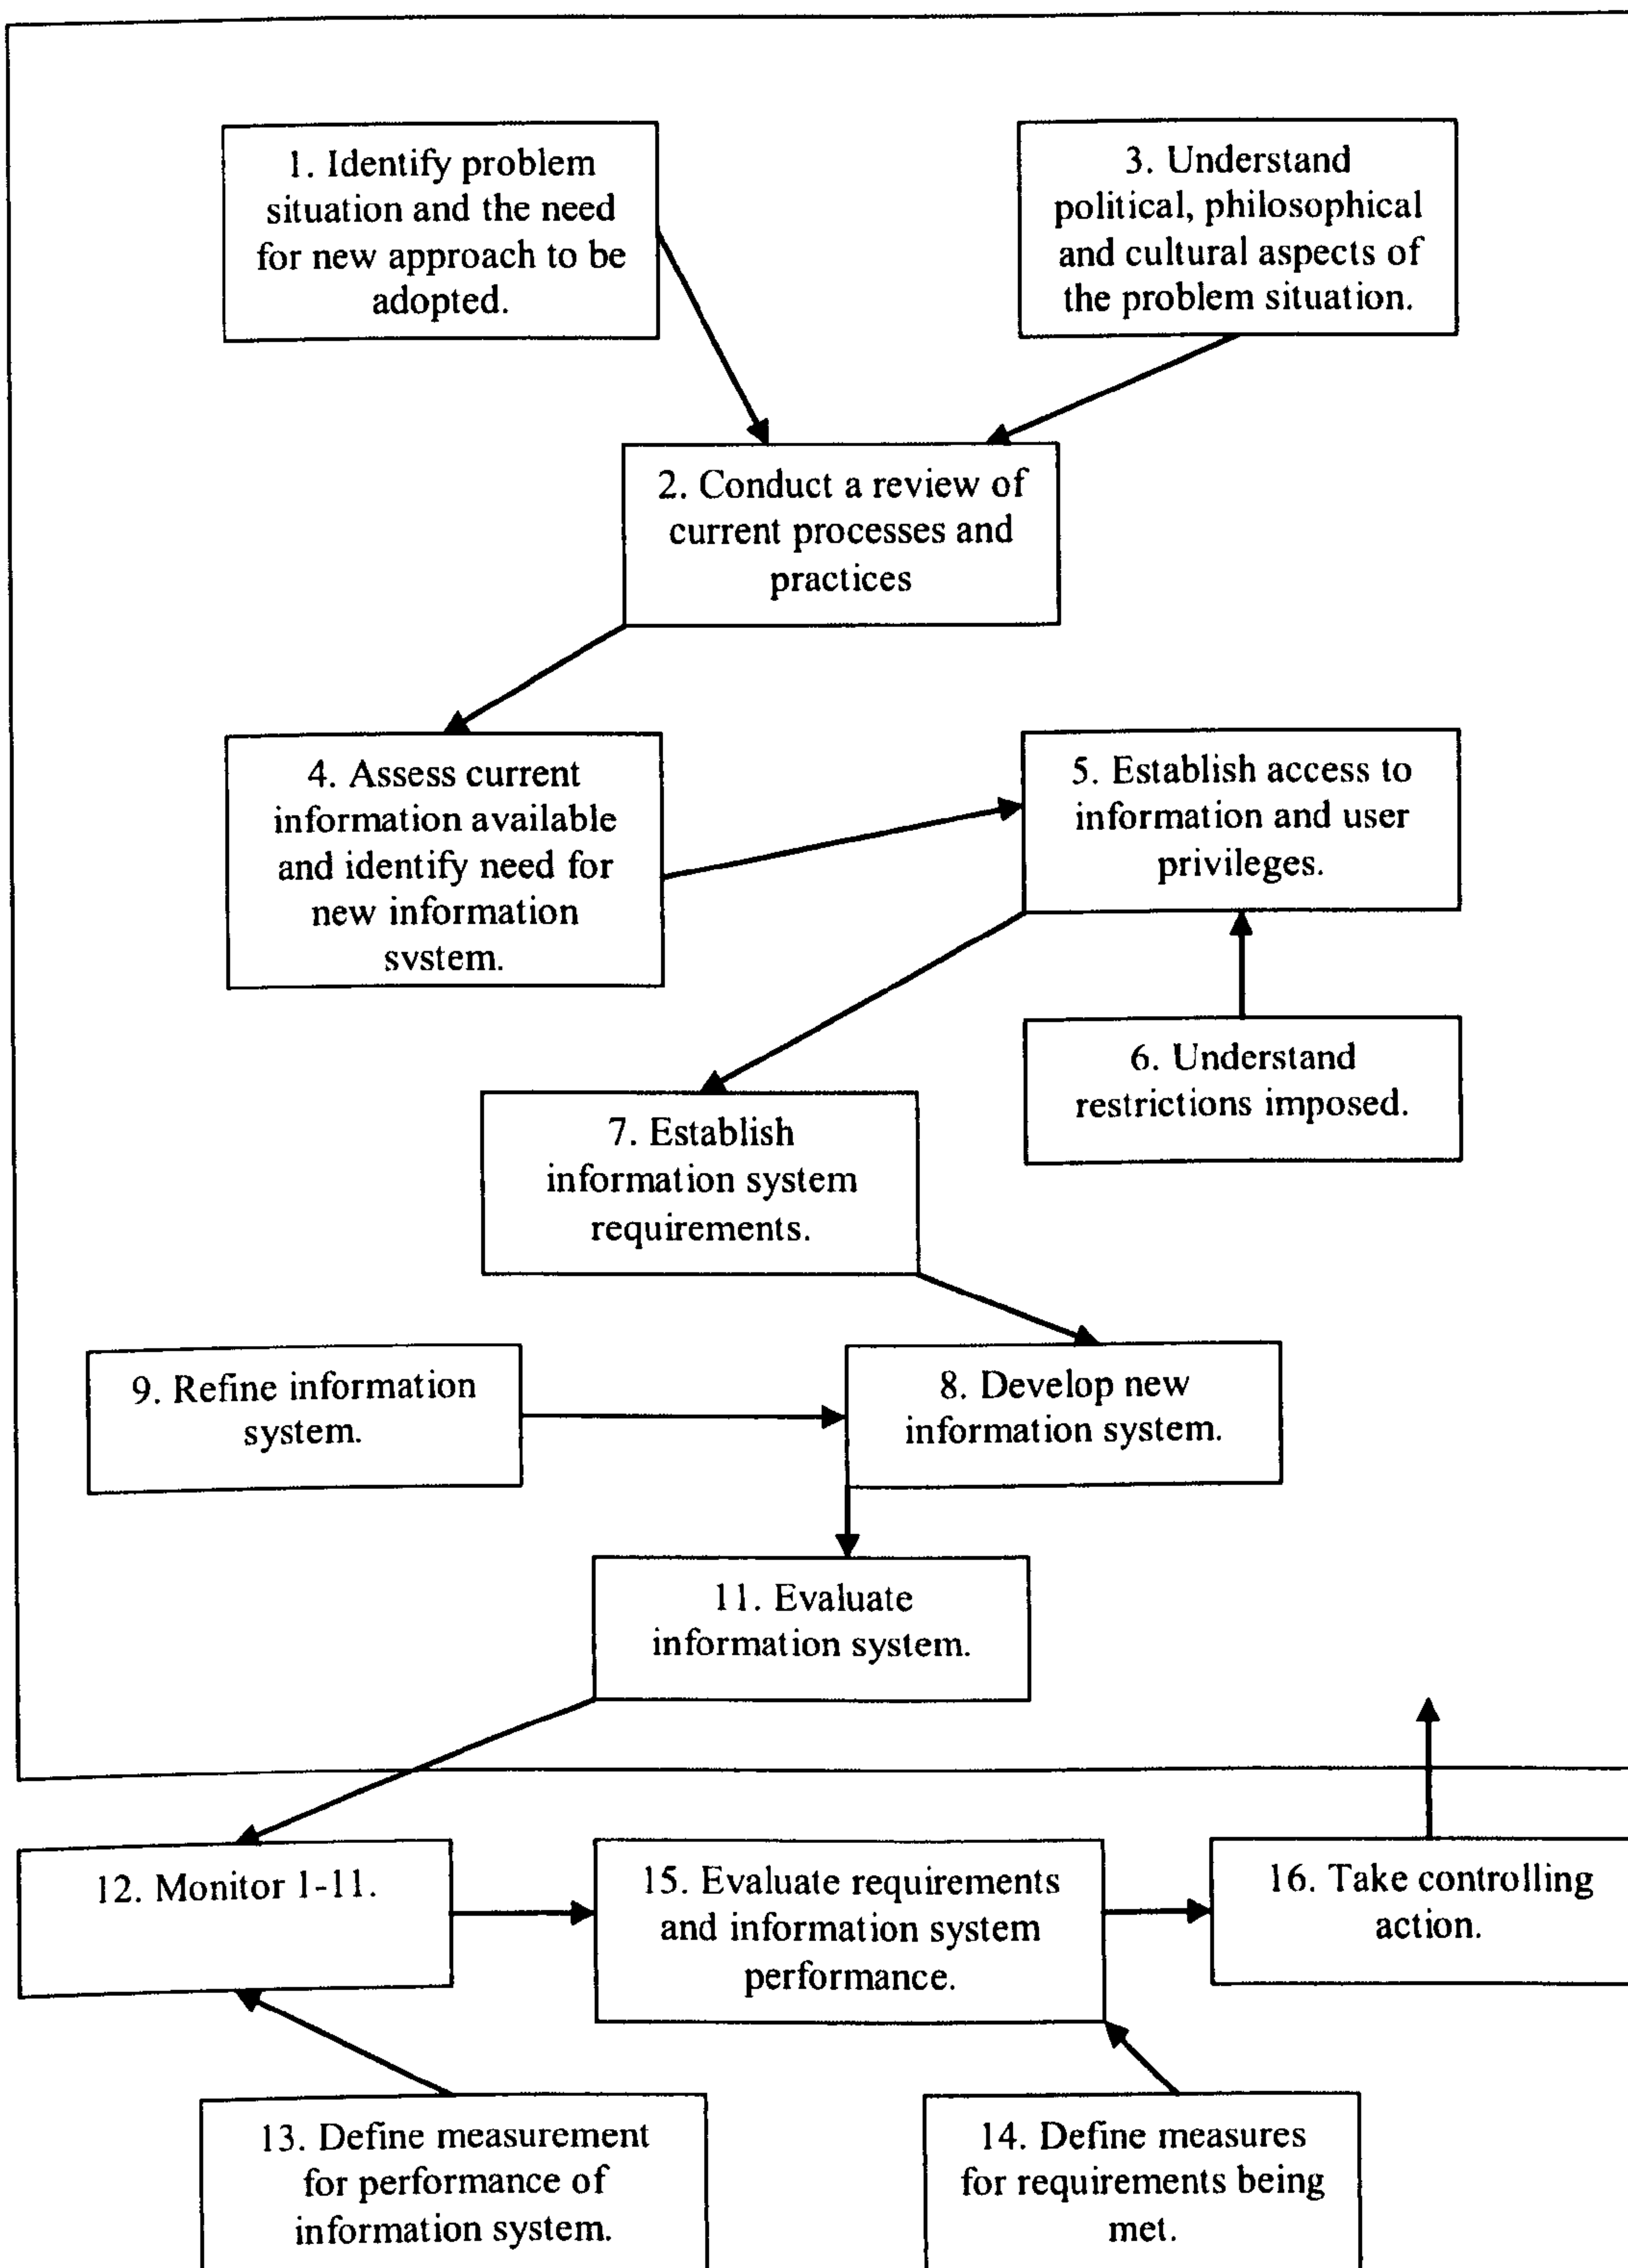 1. Identify problem
situation and the need
for new approach to be
adopted.
3. Understand
political, philosophical
and cultural aspects of
the problem situation.
2. Conduct a review of
current processes and
practices
4. Assess current
information available
and identify need for
new information
system.
5. Establish access to
information and user
privileges.
6. Understand
restrictions imposed.
7. Establish
information system
requirements.
9. Refine information
system.
8. Develop new
information system.
11. Evaluate
information system.
12. Monitor 1-11.
15. Evaluate requirements
and information system
performance.
16. Take controlling
action.
13. Define measurement
for performance of
information system.
14. Define measures
for requirements being
met.